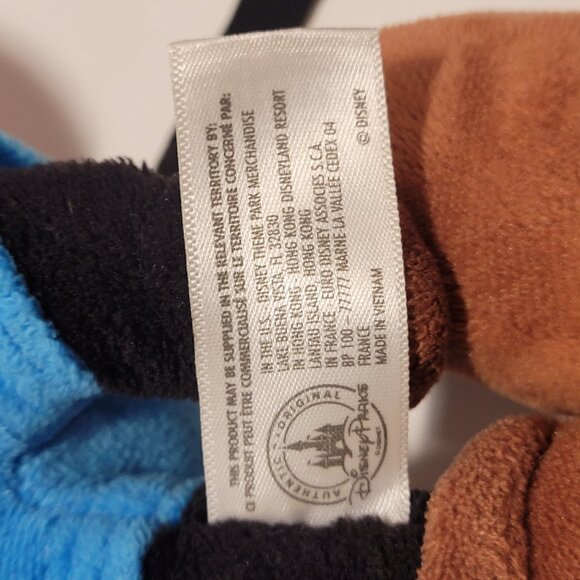 THIS PRODUCT MAY BE SUPPLIED IN THE RELEVANT TERRITORY BY:
CE PRODUIT PEUT ÊTRE COMMERCIALISÉ SUR LE TERRITOIRE CONCERNÉ PAR:
IN THE U.S. DISNEY THEME PARK MERCHANDISE
LAKE BUENA VISTA, FL 32830
IN HONG KONG, HONG KONG DISNEYLAND RESORT
LANTAU ISLAND, HONG KONG
IN FRANCE EURO DISNEY ASSOCIES S.C.A.
BP 100 - 77777 MARNE-LA-VALLEE CEDEX 04
FRANCE
MADE IN VIETNAM
© DISNEY
ORIGINAL
AUTHENTIC
Disney Parks
© DISNEY